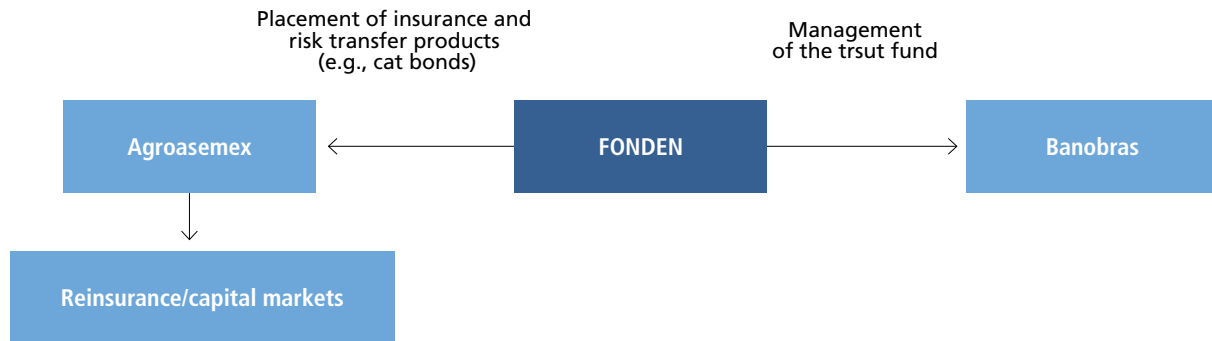 Placement of insurance and
risk transfer products
(e.g., cat bonds)
Management
of the trsut fund
Agroasemex
FONDEN
Banobras
Reinsurance/capital markets